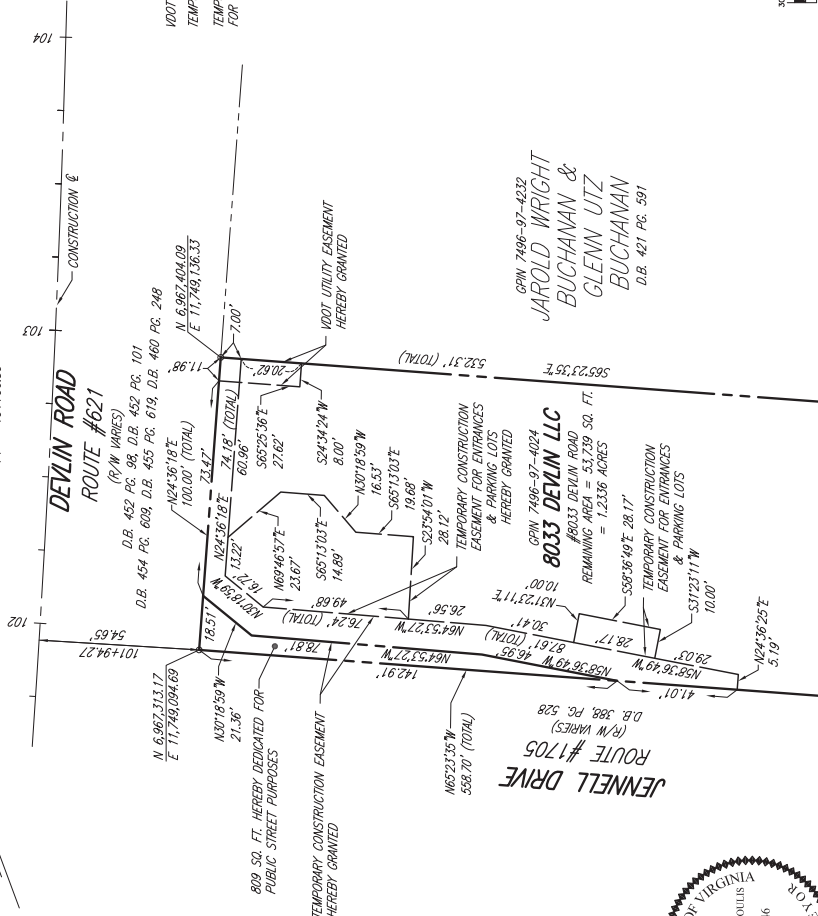 104
CONSTRUCTION ℄
103
102
DEVLIN ROAD
ROUTE #621
(R/W VARIES)
D.B. 452 PG. 98, D.B. 452 PG. 101
D.B. 454 PG. 609, D.B. 455 PG. 619, D.B. 460 PG. 248
VDOT
TEMP
TEMP
FOR
30
N 6,967,404.09
E 11,749,136.33
7.00'
11.98'
N24°36'18"E
100.00' (TOTAL)
73.47'
N24°36'18"E
74.18' (TOTAL)
60.96'
13.22'
20.62'
S65°25'36"E
27.62'
S24°34'24"W
8.00'
VDOT UTILITY EASEMENT
HEREBY GRANTED
101+94.27
54.65'
N 6,967,313.17
E 11,749,094.69
18.51'
N30°18'59"W
21.36'
N30°18'59"W
16.72'
N69°46'57"E
23.67'
S65°13'03"E
14.89'
N30°18'59"W
16.53'
S65°13'03"E
19.68'
S23°54'01"W
28.12'
TEMPORARY CONSTRUCTION
EASEMENT FOR ENTRANCES
& PARKING LOTS
HEREBY GRANTED
809 SQ. FT. HEREBY DEDICATED FOR
PUBLIC STREET PURPOSES
TEMPORARY CONSTRUCTION EASEMENT
HEREBY GRANTED
78.81'
N64°53'27"W
142.91'
49.68'
76.24' (TOTAL)
26.56'
N64°53'27"W
30.41'
87.61' (TOTAL)
46.95'
N58°36'49"W
28.17'
N58°36'49"W
29.03'
41.01'
N65°23'35"W
558.70' (TOTAL)
N31°23'11"E
10.00'
S58°36'49"E 28.17'
S31°23'11"W
10.00'
N24°36'25"E
5.19'
TEMPORARY CONSTRUCTION
EASEMENT FOR ENTRANCES
& PARKING LOTS
GPIN 7496-97-4024
8033 DEVLIN LLC
#8033 DEVLIN ROAD
REMAINING AREA = 53,739 SQ. FT.
= 1.2336 ACRES
532.31' (TOTAL)
S65°23'35"E
GPIN 7496-97-4232
JAROLD WRIGHT
BUCHANAN &
GLENN UTZ
BUCHANAN
D.B. 421 PG. 591
JENNELL DRIVE
ROUTE #1705
(R/W VARIES)
D.B. 388, PG. 528
OF VIRGINIA